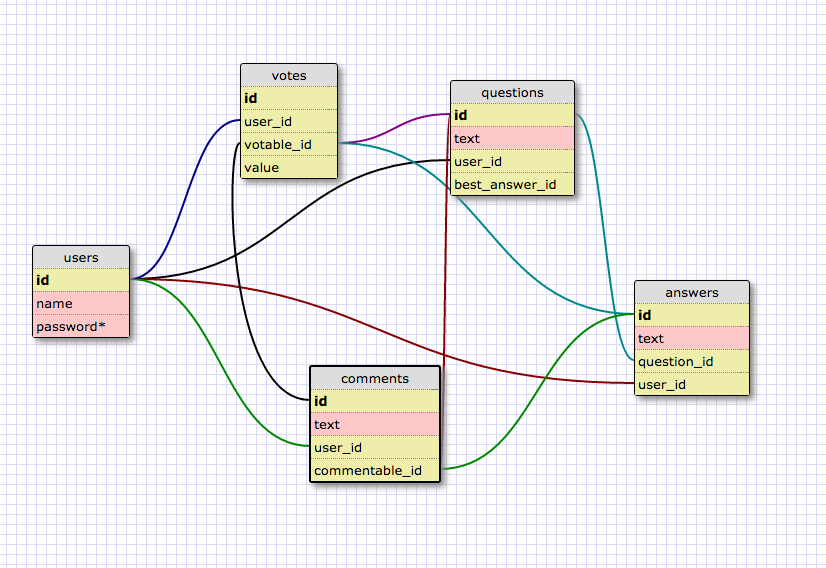 votes
id
user_id
votable_id
value
questions
id
text
user_id
best_answer_id
users
id
name
password*
answers
id
text
question_id
user_id
comments
id
text
user_id
commentable_id